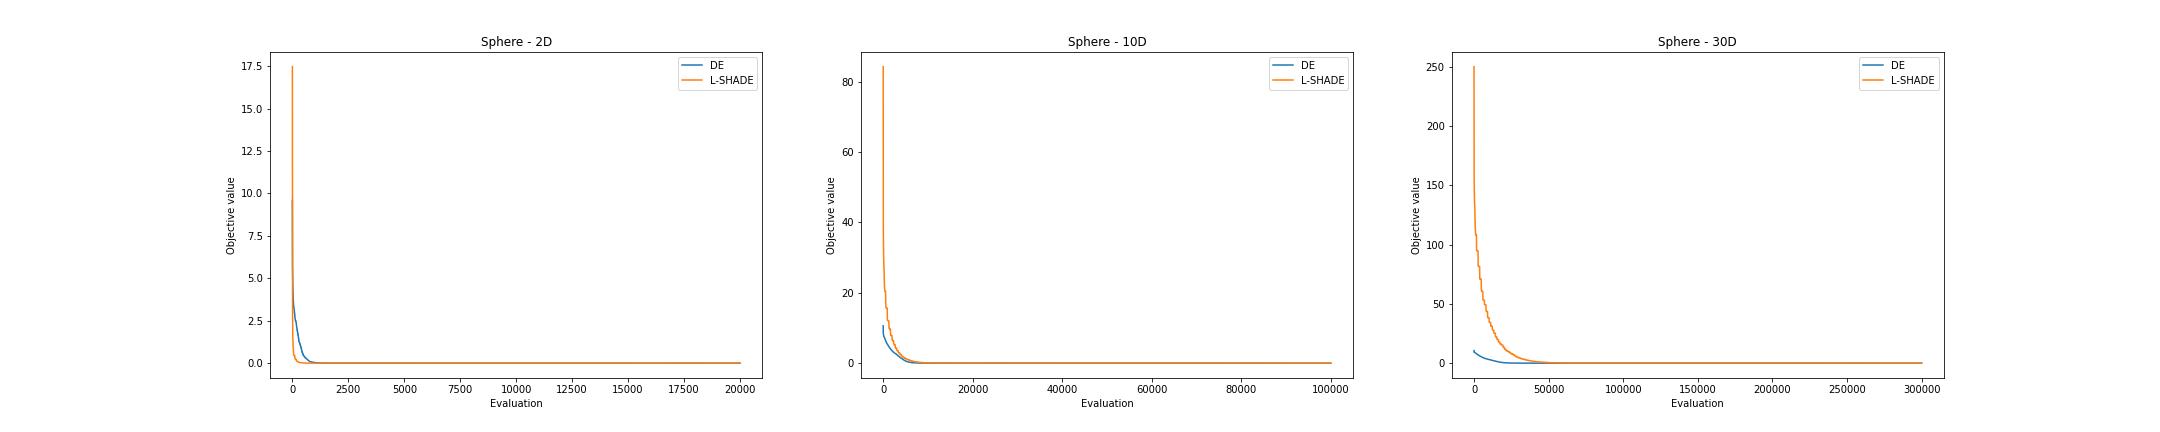 Sphere - 2D
DE
L-SHADE
17.5
15.0
12.5
10.0
7.5
5.0
2.5
0.0
Objective value
0
2500
5000
7500
10000
12500
15000
17500
20000
Evaluation
Sphere - 10D
DE
L-SHADE
80
60
40
20
0
Objective value
0
20000
40000
60000
80000
100000
Evaluation
Sphere - 30D
DE
L-SHADE
250
200
150
100
50
0
Objective value
0
50000
100000
150000
200000
250000
300000
Evaluation